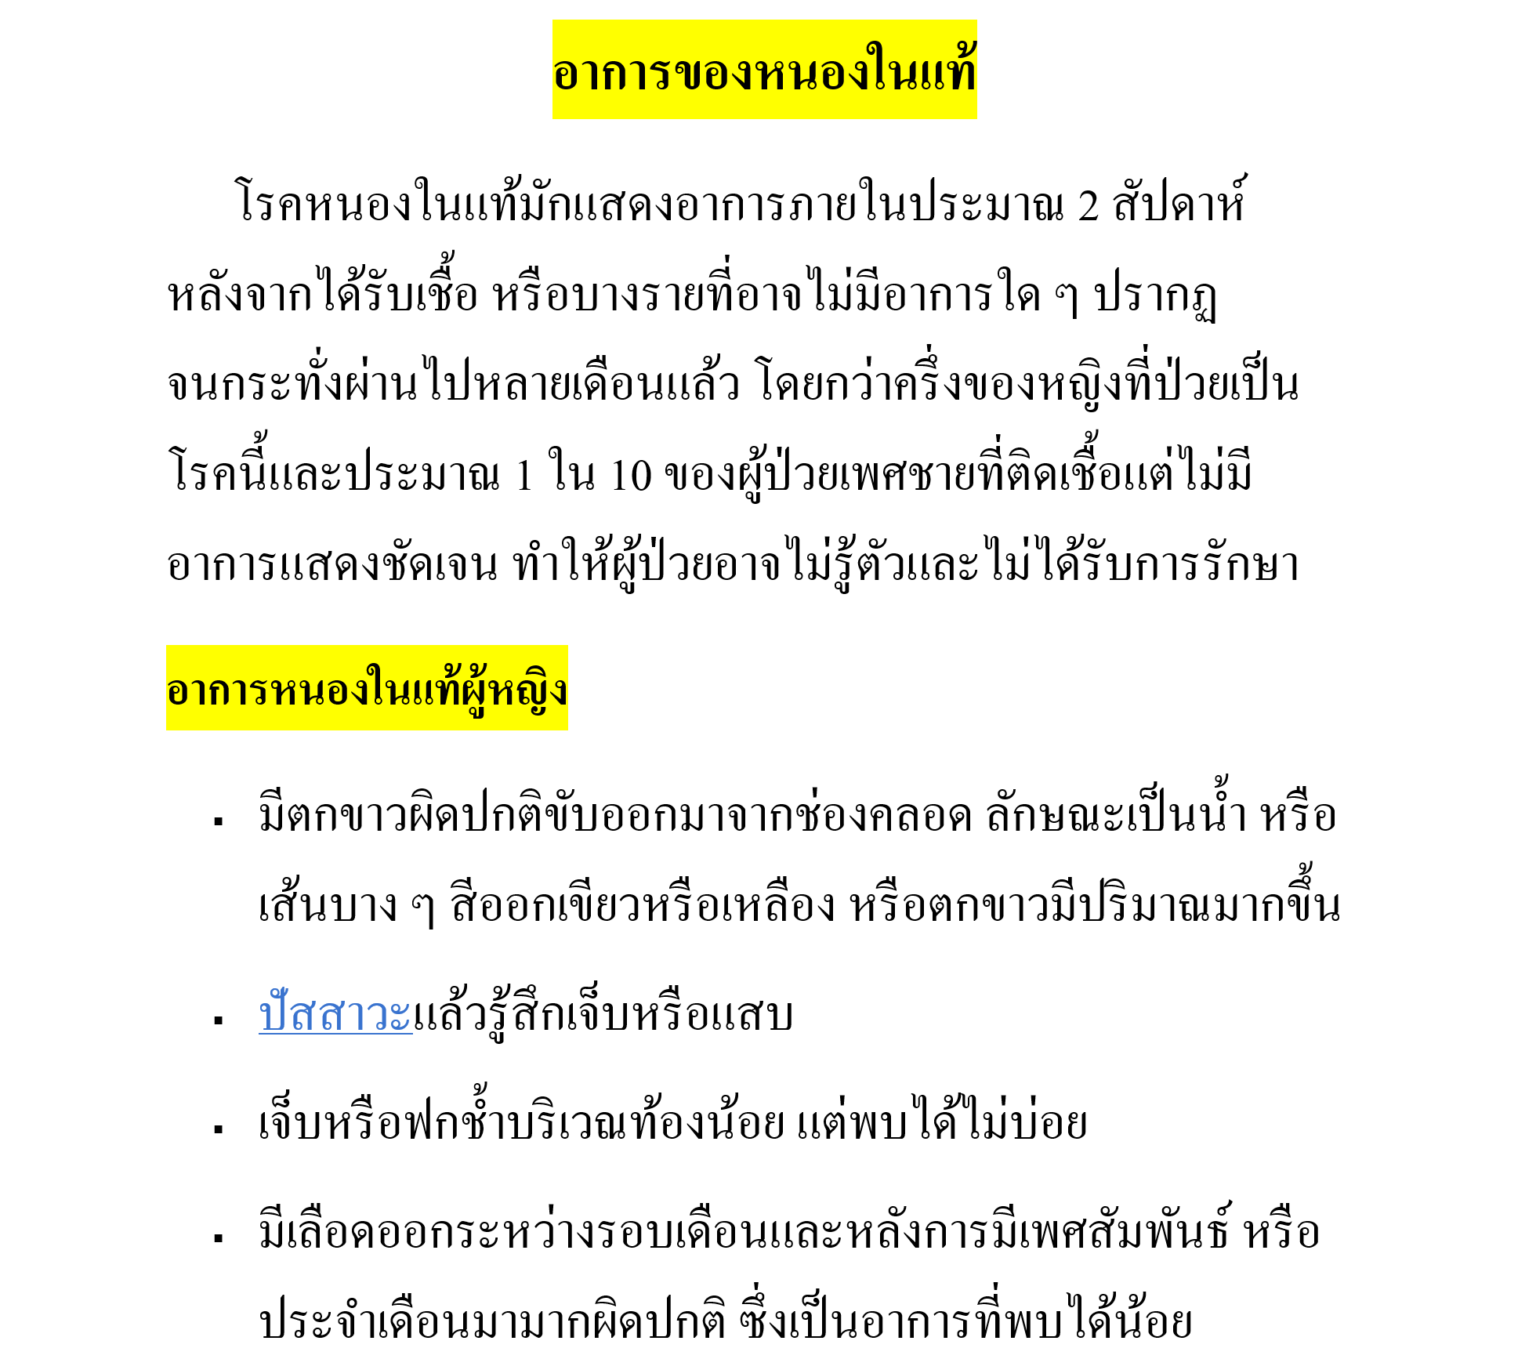 อาการของหนองในแท้
โรคหนองในแท้มักแสดงอาการภายในประมาณ 2 สัปดาห์
หลังจากได้รับเชื้อ หรือบางรายที่อาจไม่มีอาการใด ๆ ปรากฏ
จนกระทั่งผ่านไปหลายเดือนแล้ว โดยกว่าครึ่งของหญิงที่ป่วยเป็น
โรคนี้และประมาณ 1 ใน 10 ของผู้ป่วยเพศชายที่ติดเชื้อแต่ไม่มี
อาการแสดงชัดเจน ทำให้ผู้ป่วยอาจไม่รู้ตัวและไม่ได้รับการรักษา
อาการหนองในแท้ผู้หญิง
▪ มีตกขาวผิดปกติขับออกมาจากช่องคลอด ลักษณะเป็นน้ำ หรือ
เส้นบาง ๆ สีออกเขียวหรือเหลือง หรือตกขาวมีปริมาณมากขึ้น
▪ ปัสสาวะแล้วรู้สึกเจ็บหรือแสบ
▪ เจ็บหรือฟกช้ำบริเวณท้องน้อย แต่พบได้ไม่บ่อย
▪ มีเลือดออกระหว่างรอบเดือนและหลังการมีเพศสัมพันธ์ หรือ
ประจำเดือนมามากผิดปกติ ซึ่งเป็นอาการที่พบได้น้อย